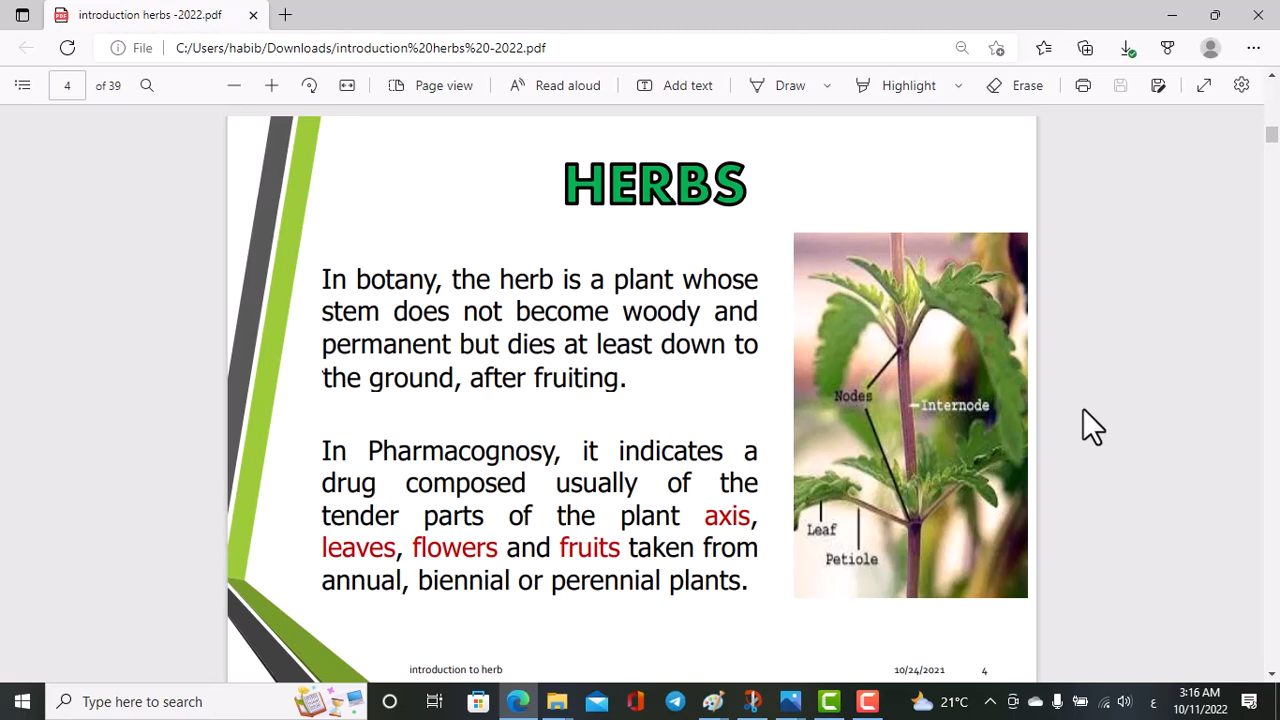 introduction herbs -2022.pdf
File
C:/Users/habib/Downloads/introduction%20herbs%20-2022.pdf
4
of 39
Page view
Read aloud
Add text
Draw
Highlight
Erase
HERBS
In botany, the herb is a plant whose
stem does not become woody and
permanent but dies at least down to
the ground, after fruiting.
In Pharmacognosy, it indicates a
drug composed usually of the
tender parts of the plant axis,
leaves, flowers and fruits taken from
annual, biennial or perennial plants.
Nodes
Internode
Leaf
Petiole
introduction to herb
10/24/2021
4
Type here to search
21°C
ع
3:16 AM
10/11/2022